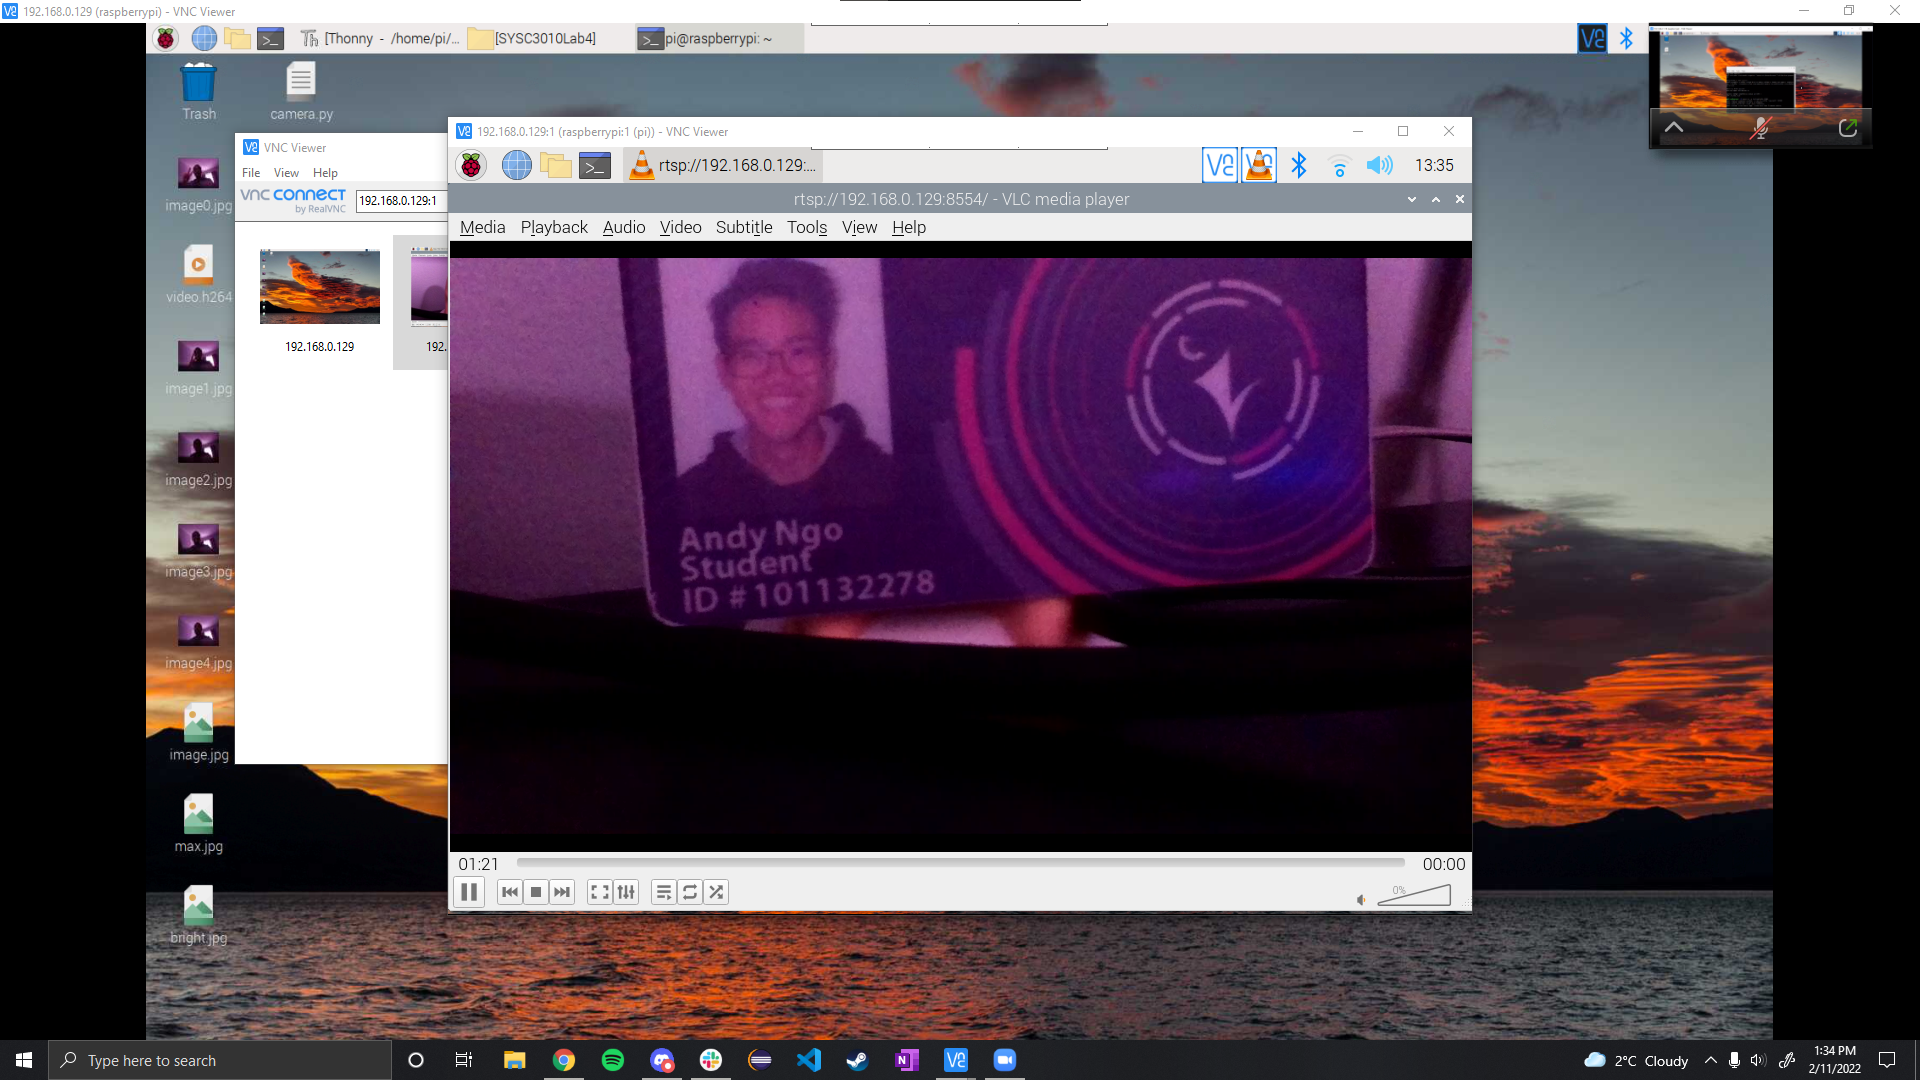 192.168.0.129 (raspberrypi) - VNC Viewer
[Thonny - /home/pi/...
[SYSC3010Lab4]
pi@raspberrypi: ~
Trash
camera.py
image0.jpg
video.h264
image1.jpg
image2.jpg
image3.jpg
image4.jpg
image.jpg
max.jpg
bright.jpg
VNC Viewer
File View Help
VNC CONNECT
by RealVNC
192.168.0.129:1
192.168.0.129
192.
192.168.0.129:1 (raspberrypi:1 (pi)) - VNC Viewer
rtsp://192.168.0.129:...
13:35
rtsp://192.168.0.129:8554/ - VLC media player
Media Playback Audio Video Subtitle Tools View Help
Andy Ngo
Student
ID #101132278
01:21
00:00
0%
Type here to search
2°C Cloudy
1:34 PM
2/11/2022